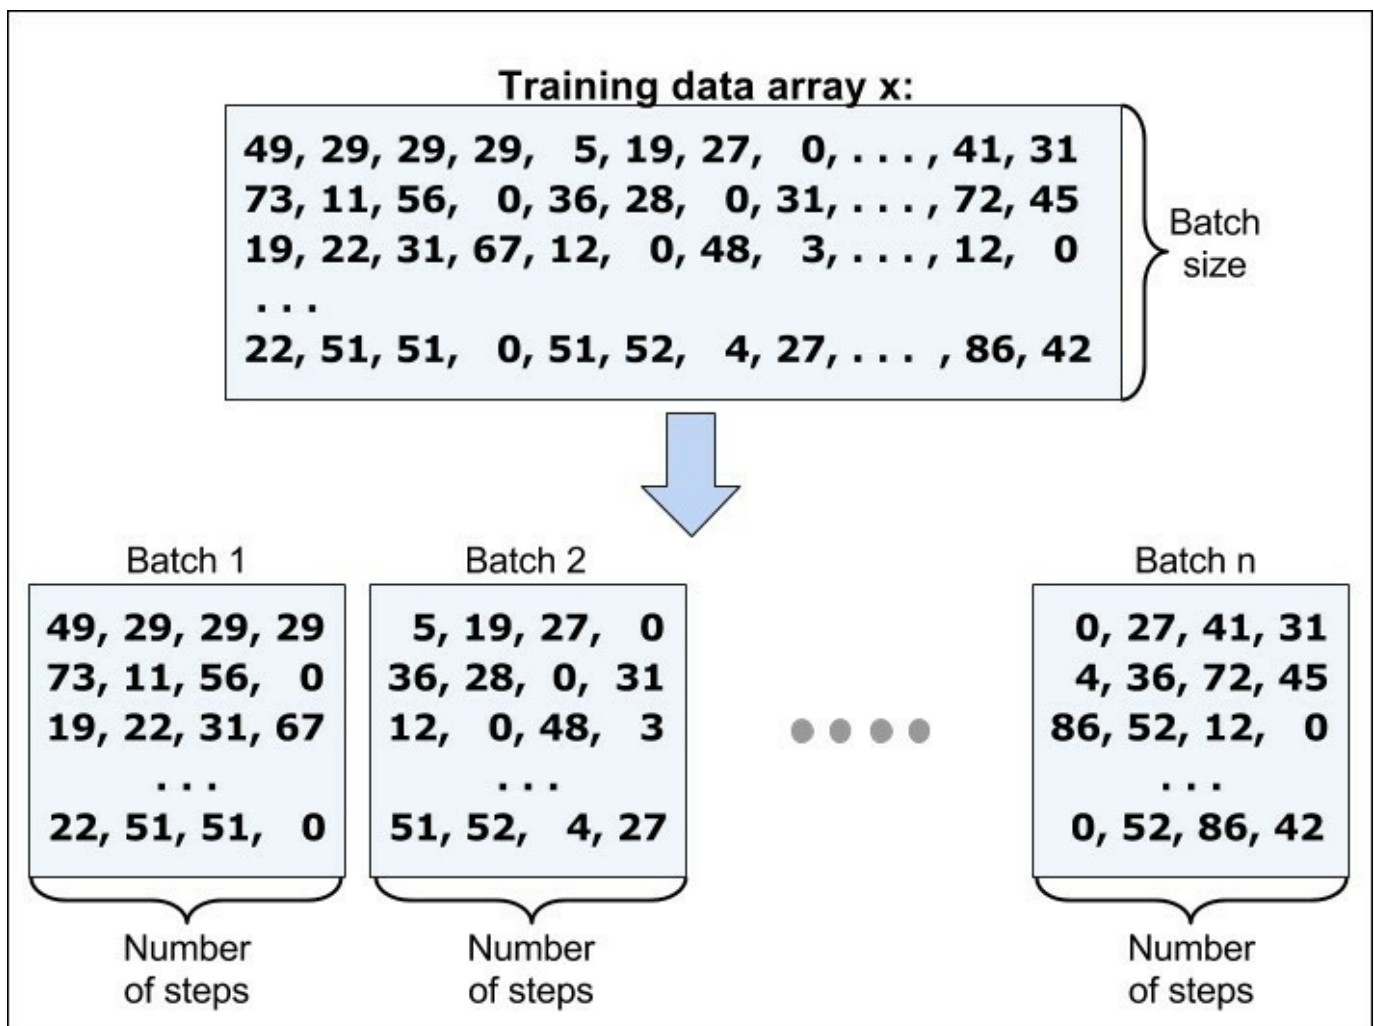 Training data array x:
49, 29, 29, 29, 5, 19, 27, 0, . . . , 41, 31
73, 11, 56, 0, 36, 28, 0, 31, . . . , 72, 45
19, 22, 31, 67, 12, 0, 48, 3, . . . , 12, 0
. . .
22, 51, 51, 0, 51, 52, 4, 27, . . . , 86, 42
Batch
size
Batch 1
49, 29, 29, 29
73, 11, 56, 0
19, 22, 31, 67
. . .
22, 51, 51, 0
Number
of steps
Batch 2
5, 19, 27, 0
36, 28, 0, 31
12, 0, 48, 3
. . .
51, 52, 4, 27
Number
of steps
Batch n
0, 27, 41, 31
4, 36, 72, 45
86, 52, 12, 0
. . .
0, 52, 86, 42
Number
of steps